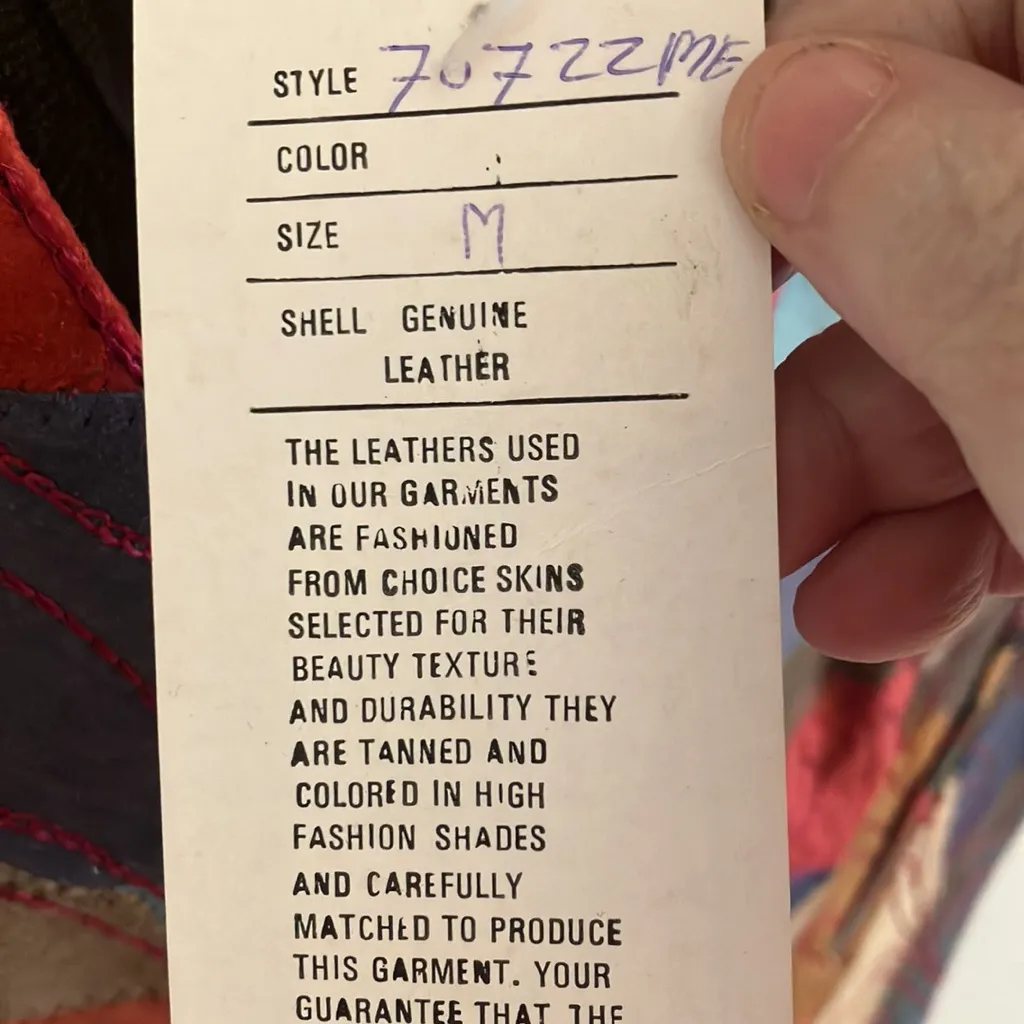 STYLE 70722ME
COLOR
SIZE M
SHELL GENUINE
LEATHER
THE LEATHERS USED
IN OUR GARMENTS
ARE FASHIONED
FROM CHOICE SKINS
SELECTED FOR THEIR
BEAUTY TEXTURE
AND DURABILITY THEY
ARE TANNED AND
COLORED IN HIGH
FASHION SHADES
AND CAREFULLY
MATCHED TO PRODUCE
THIS GARMENT. YOUR
GUARANTEE THAT THE